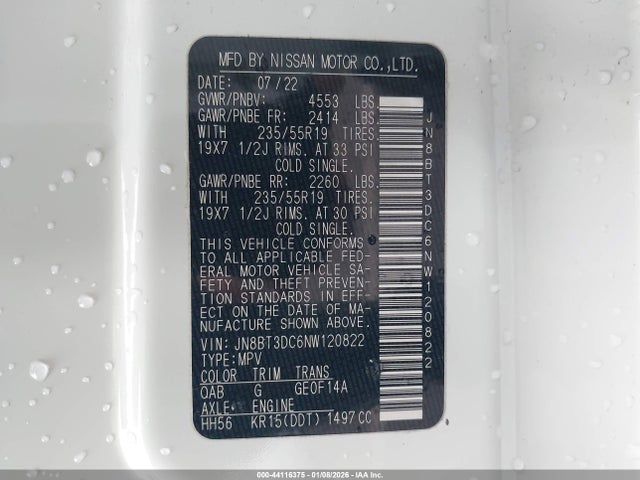 MFD BY NISSAN MOTOR CO.,LTD.
DATE: 07/22
GVWR/PNBV: 4553 LBS.
GAWR/PNBE FR: 2414 LBS.
WITH 235/55R19 TIRES.
19X7 1/2J RIMS. AT 33 PSI
COLD SINGLE.
GAWR/PNBE RR: 2260 LBS.
WITH 235/55R19 TIRES.
19X7 1/2J RIMS. AT 30 PSI
COLD SINGLE.
THIS VEHICLE CONFORMS
TO ALL APPLICABLE FED-
ERAL MOTOR VEHICLE SA-
FETY AND THEFT PREVEN-
TION STANDARDS IN EFF-
ECT ON THE DATE OF MA-
NUFACTURE SHOWN ABOVE.
VIN: JN8BT3DC6NW120822
TYPE:MPV
COLOR TRIM TRANS
QAB G GE0F14A
AXLE: ENGINE
HH56 KR15(DDT) 1497CC
JN8BT3DC6NW120822
000-44116375 - 01/08/2026 - IAA Inc.